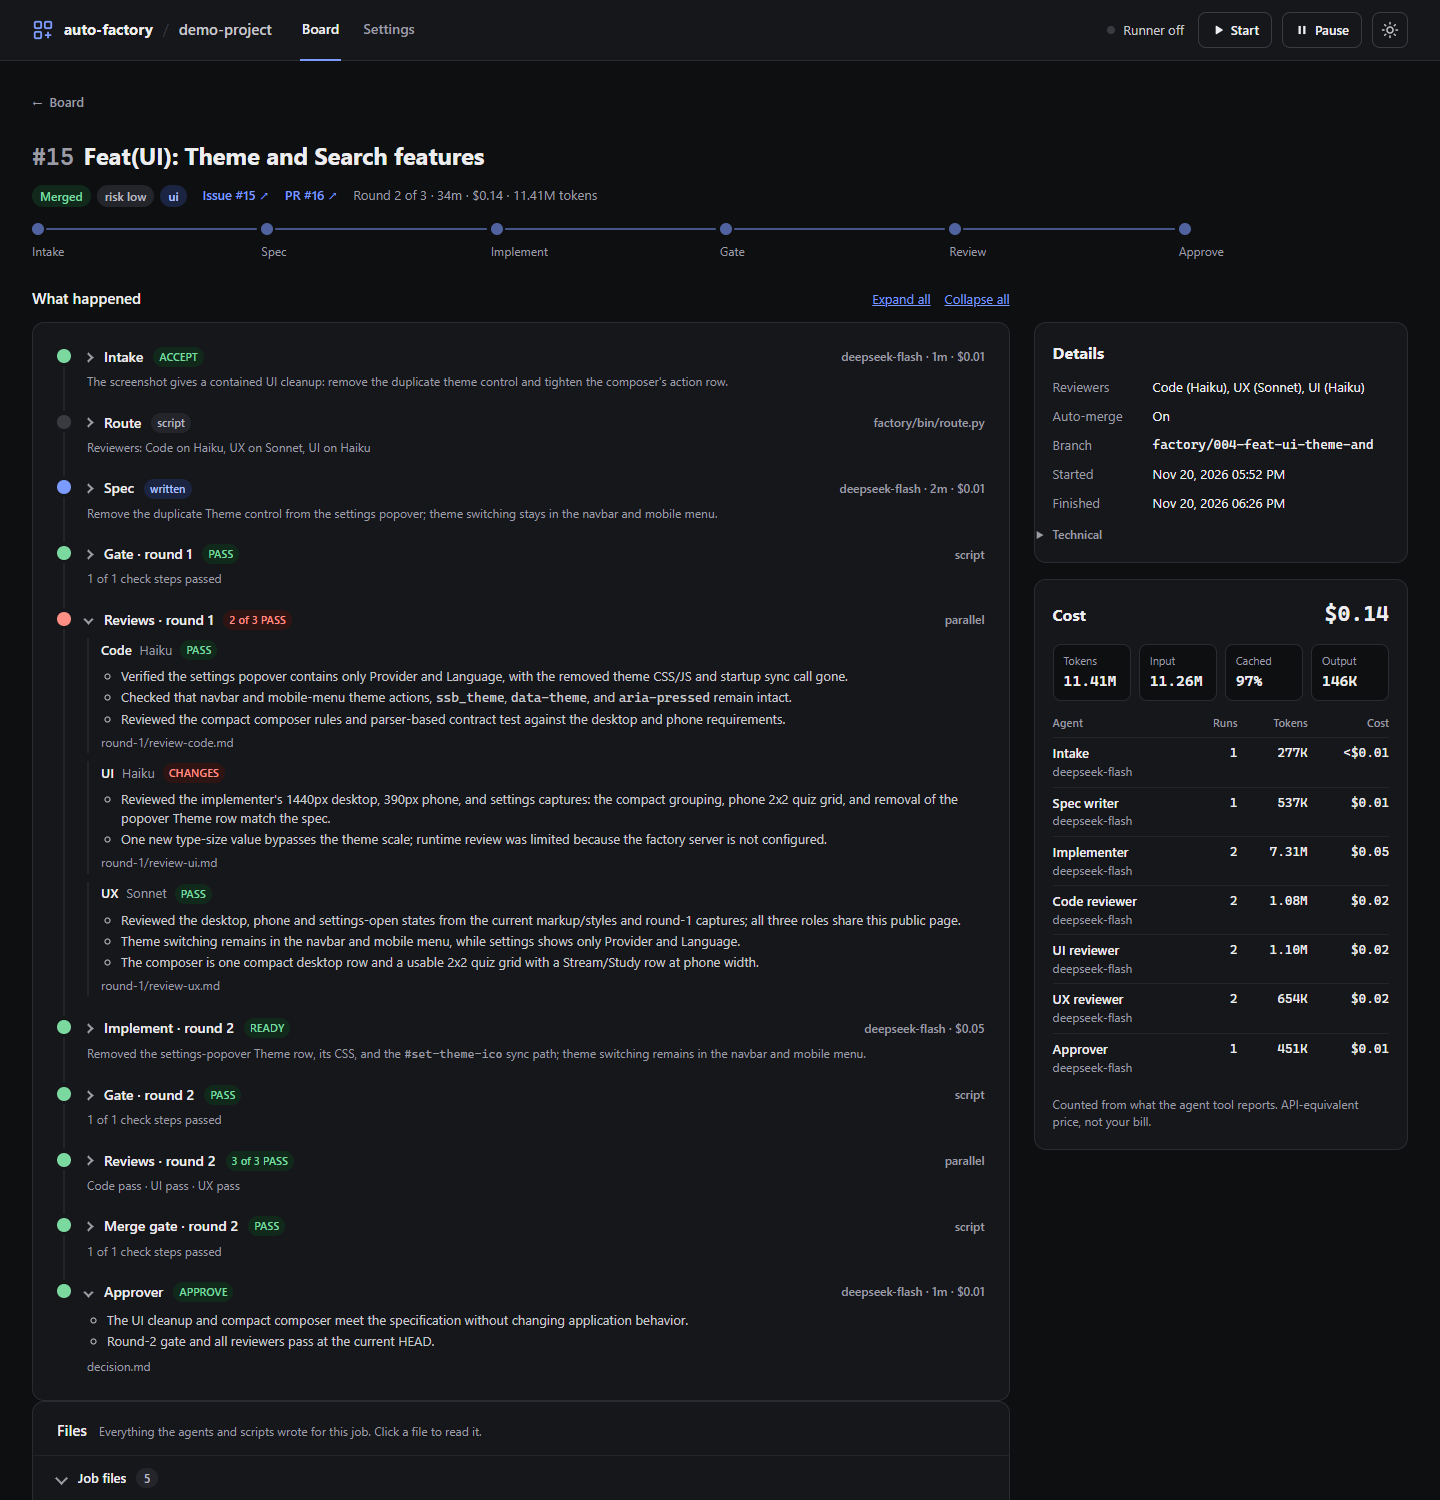 auto-factory / demo-project Board Settings Runner off Start Pause
← Board
#15 Feat(UI): Theme and Search features
Merged risk low ui Issue #15 ↗ PR #16 ↗ Round 2 of 3 · 34m · $0.14 · 11.41M tokens
Intake Spec Implement Gate Review Approve
What happened Expand all Collapse all
Intake ACCEPT deepseek-flash · 1m · $0.01
The screenshot gives a contained UI cleanup: remove the duplicate theme control and tighten the composer's action row.
Route script factory/bin/route.py
Reviewers: Code on Haiku, UX on Sonnet, UI on Haiku
Spec written deepseek-flash · 2m · $0.01
Remove the duplicate Theme control from the settings popover; theme switching stays in the navbar and mobile menu.
Gate · round 1 PASS script
1 of 1 check steps passed
Reviews · round 1 2 of 3 PASS parallel
Code Haiku PASS
Verified the settings popover contains only Provider and Language, with the removed theme CSS/JS and startup sync call gone.
Checked that navbar and mobile-menu theme actions, ssb_theme, data-theme, and aria-pressed remain intact.
Reviewed the compact composer rules and parser-based contract test against the desktop and phone requirements.
round-1/review-code.md
UI Haiku CHANGES
Reviewed the implementer's 1440px desktop, 390px phone, and settings captures: the compact grouping, phone 2x2 quiz grid, and removal of the
popover Theme row match the spec.
One new type-size value bypasses the theme scale; runtime review was limited because the factory server is not configured.
round-1/review-ui.md
UX Sonnet PASS
Reviewed the desktop, phone and settings-open states from the current markup/styles and round-1 captures; all three roles share this public page.
Theme switching remains in the navbar and mobile menu, while settings shows only Provider and Language.
The composer is one compact desktop row and a usable 2x2 quiz grid with a Stream/Study row at phone width.
round-1/review-ux.md
Implement · round 2 READY deepseek-flash · $0.05
Removed the settings-popover Theme row, its CSS, and the #set-theme-ico sync path; theme switching remains in the navbar and mobile menu.
Gate · round 2 PASS script
1 of 1 check steps passed
Reviews · round 2 3 of 3 PASS parallel
Code pass · UI pass · UX pass
Merge gate · round 2 PASS script
1 of 1 check steps passed
Approver APPROVE deepseek-flash · 1m · $0.01
The UI cleanup and compact composer meet the specification without changing application behavior.
Round-2 gate and all reviewers pass at the current HEAD.
decision.md
Files Everything the agents and scripts wrote for this job. Click a file to read it.
Job files 5
Details
Reviewers Code (Haiku), UX (Sonnet), UI (Haiku)
Auto-merge On
Branch factory/004-feat-ui-theme-and
Started Nov 20, 2026 05:52 PM
Finished Nov 20, 2026 06:26 PM
Technical
Cost $0.14
Tokens Input Cached Output
11.41M 11.26M 97% 146K
Agent Runs Tokens Cost
Intake 1 277K <$0.01
deepseek-flash
Spec writer 1 537K $0.01
deepseek-flash
Implementer 2 7.31M $0.05
deepseek-flash
Code reviewer 2 1.08M $0.02
deepseek-flash
UI reviewer 2 1.10M $0.02
deepseek-flash
UX reviewer 2 654K $0.02
deepseek-flash
Approver 1 451K $0.01
deepseek-flash
Counted from what the agent tool reports. API-equivalent
price, not your bill.